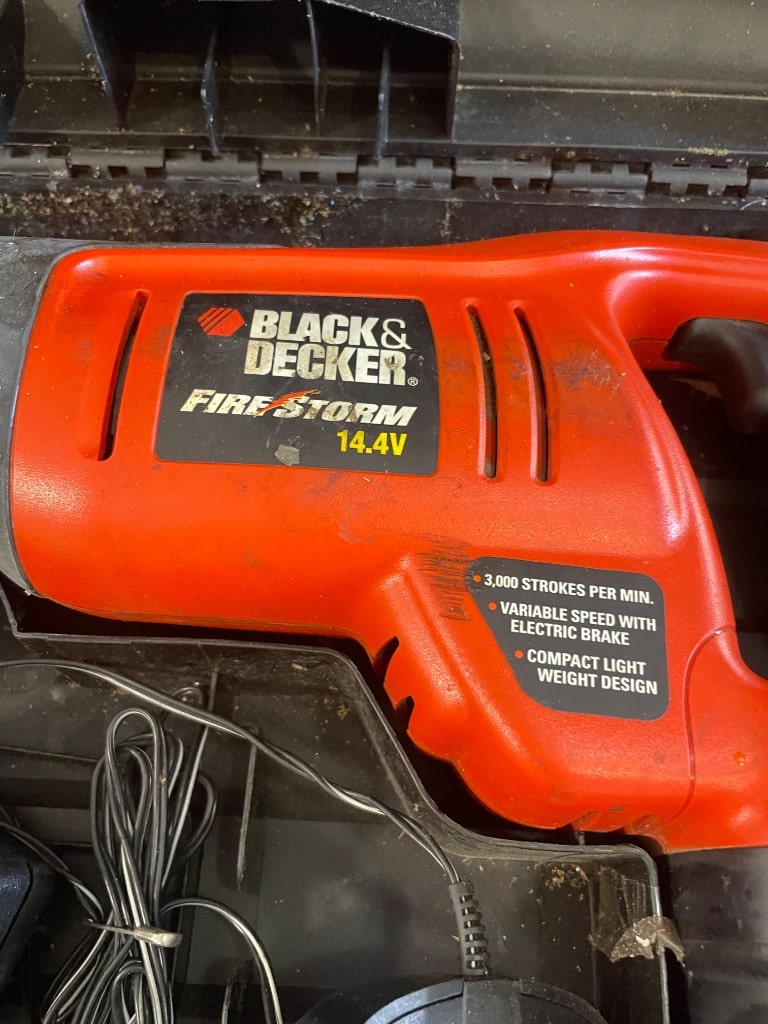 BLACK&
DECKER®
FIRESTORM
14.4V
• 3,000 STROKES PER MIN.
• VARIABLE SPEED WITH
ELECTRIC BRAKE
• COMPACT LIGHT
WEIGHT DESIGN